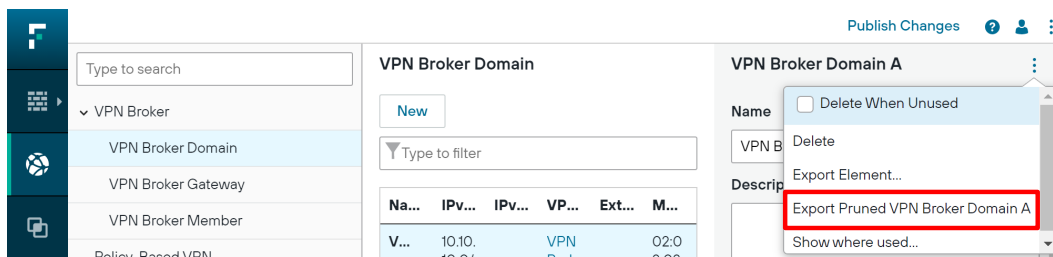 Publish Changes
Type to search
VPN Broker Domain
VPN Broker Domain A
VPN Broker
New
Name
Delete When Unused
VPN Broker Domain
Type to filter
VPN B
Delete
VPN Broker Gateway
Descrip
Export Element...
Na... IPv... IPv... VP... Ext... M...
Export Pruned VPN Broker Domain A
VPN Broker Member
V... 10.10. VPN 02:0
Show where used...
Policy-Based VPN